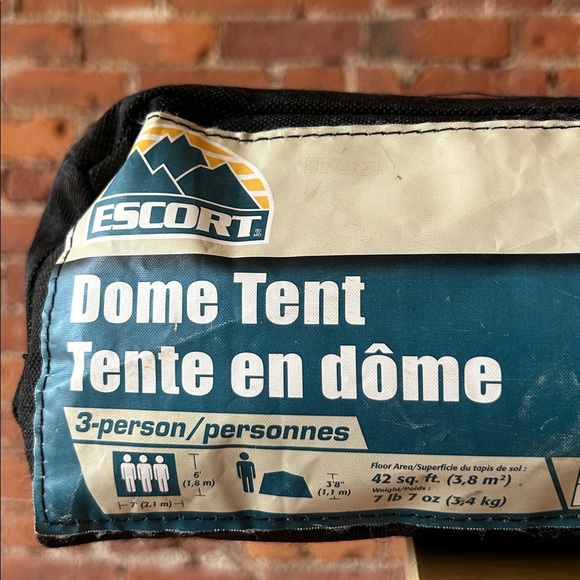 ESCORT
Dome Tent
Tente en dôme
3-person/personnes
6'
(1,8 m)
7' (2,1 m)
3'8"
(1,1 m)
Floor Area/Superficie du tapis de sol :
42 sq. ft. (3,8 m²)
Weight/Poids :
7 lb 7 oz (3,4 kg)